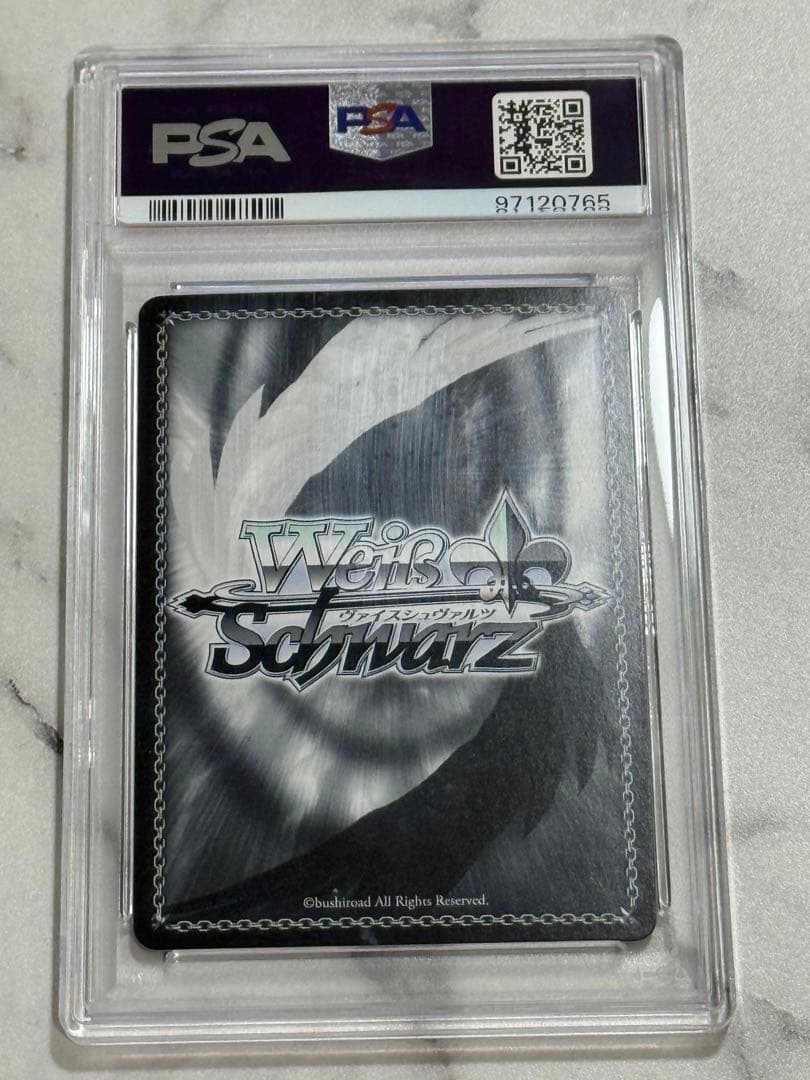 PSA
PSA
97120765
Weiß
ヴァイスシュヴァルツ
Schwarz
©bushiroad All Rights Reserved.